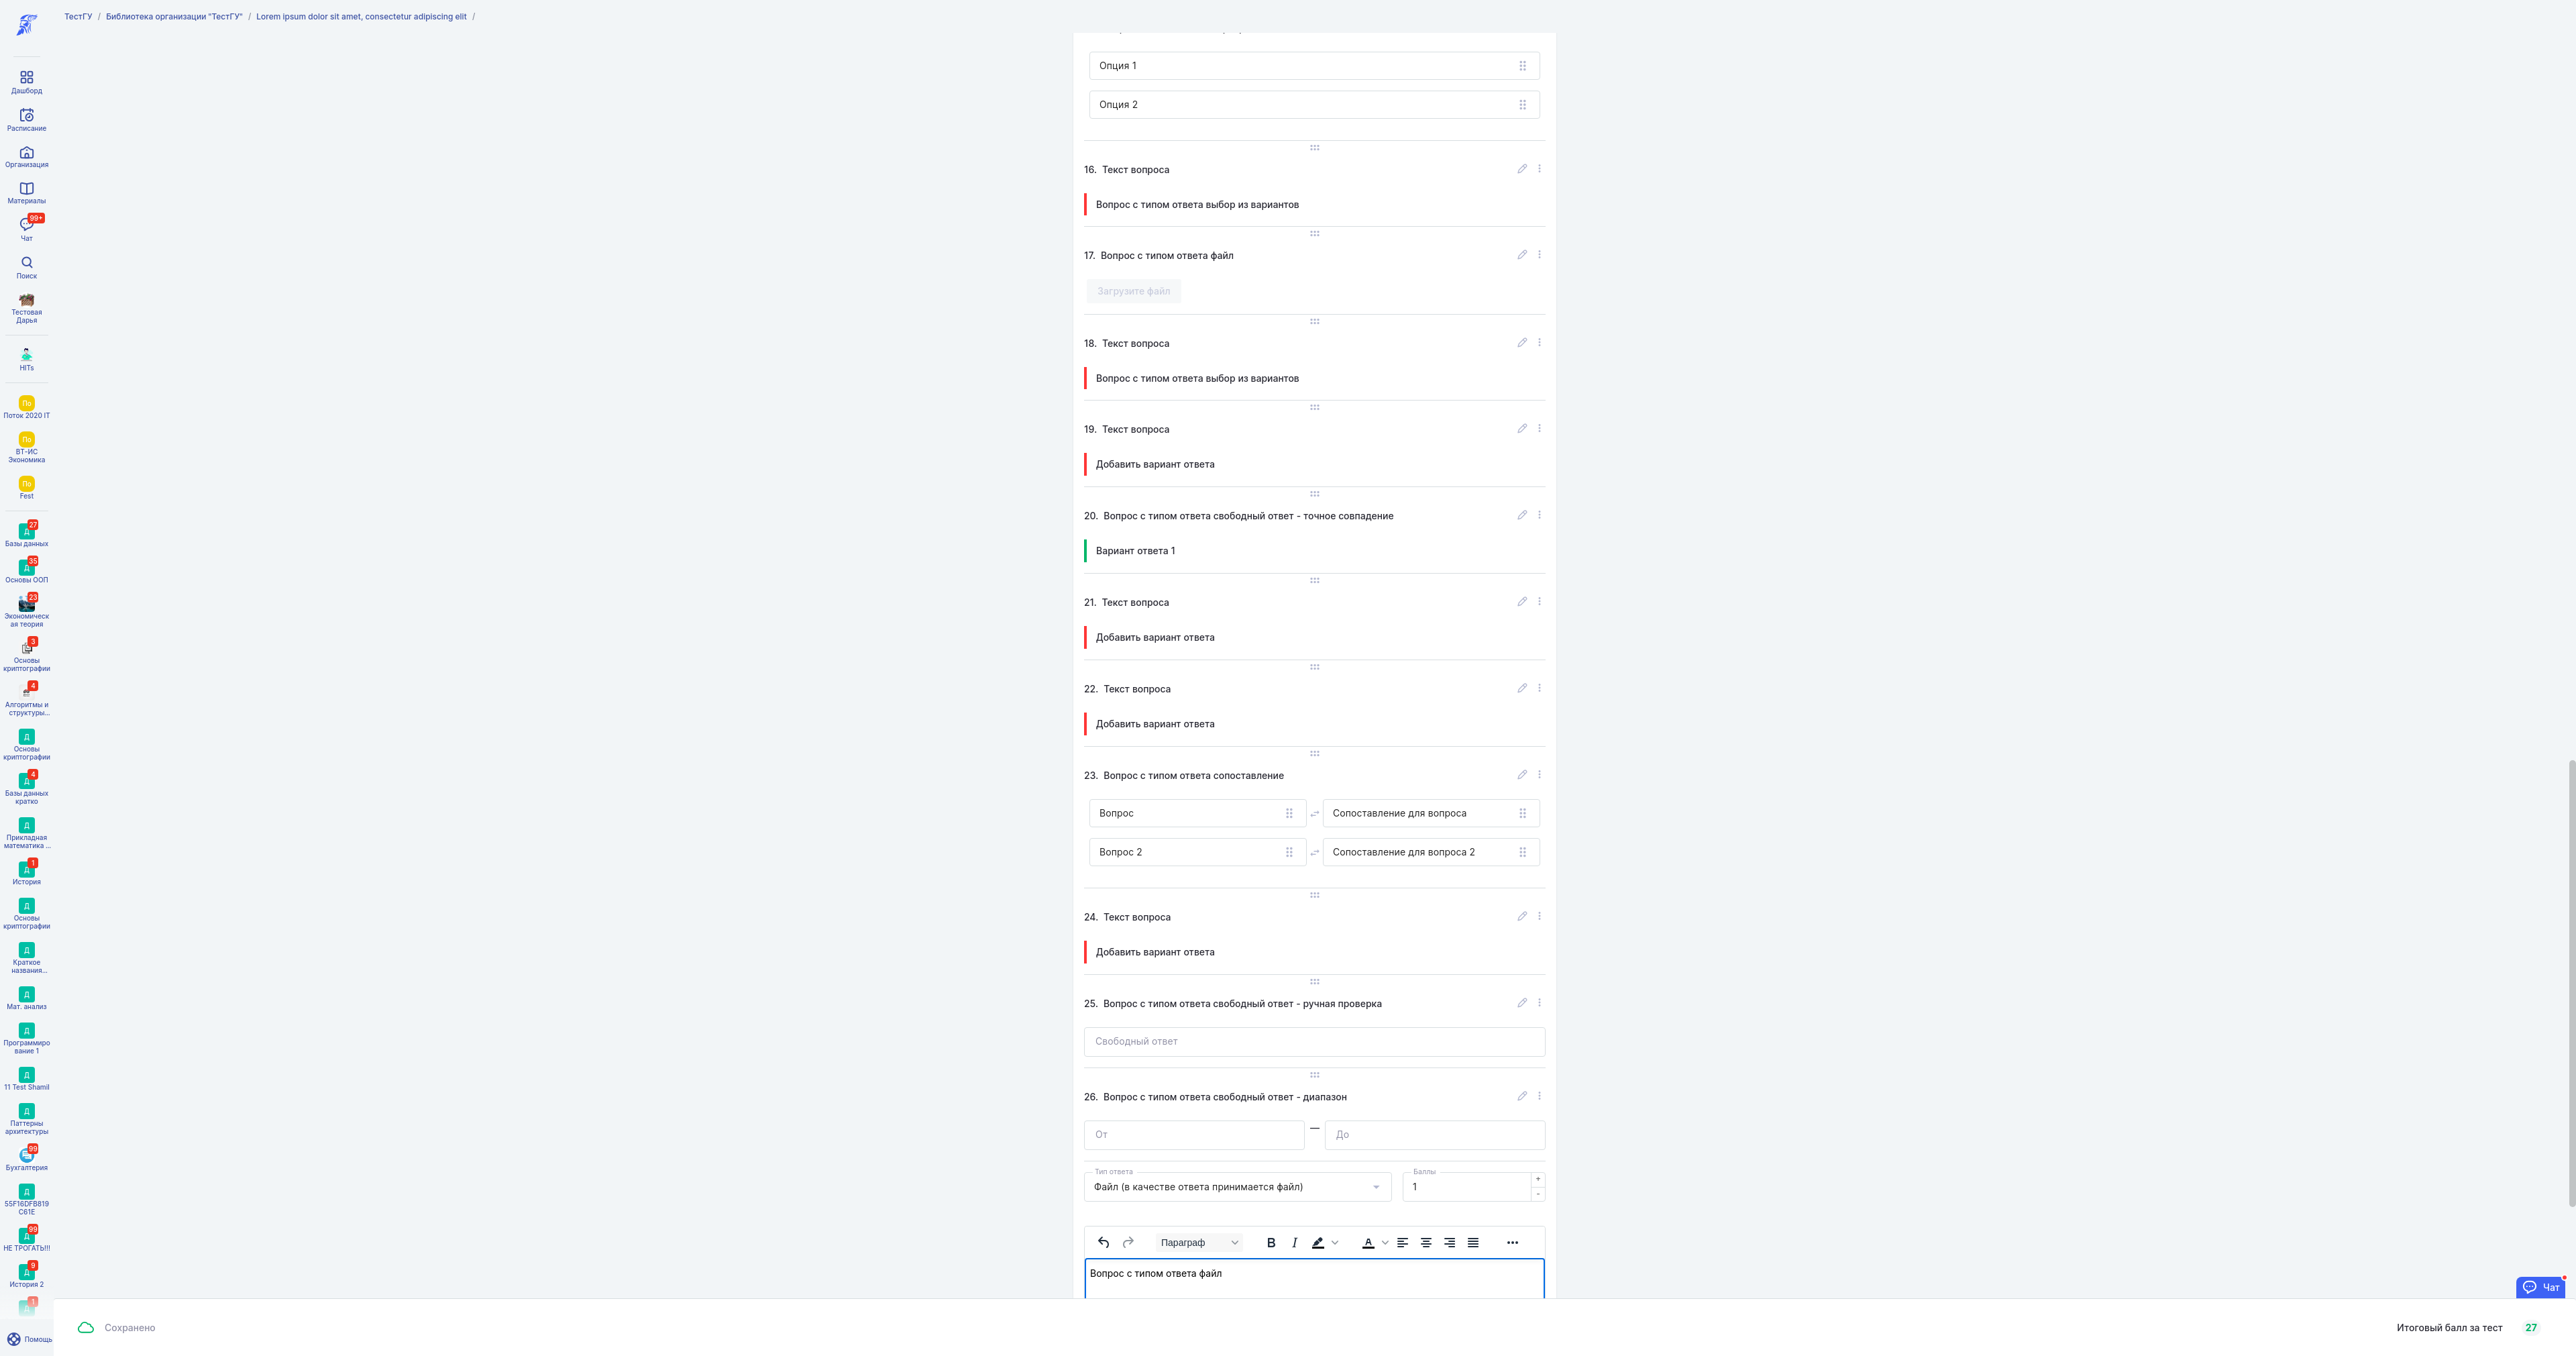 ТестГУ / Библиотека организации "ТестГУ" / Lorem ipsum dolor sit amet, consectetur adipiscing elit /
Дашборд
Расписание
Организация
Материалы
99+
Чат
Поиск
Тестовая
Дарья
HITs
По
Поток 2020 IT
По
ВТ-ИС
Экономика
По
Fest
27
Д
Базы данных
35
Д
Основы ООП
23
Экономическ
ая теория
3
Основы
криптографии
4
Алгоритмы и
структуры...
Д
Основы
криптографии
4
Д
Базы данных
кратко
Д
Прикладная
математика ...
1
Д
История
Д
Основы
криптографии
Д
Краткое
названия...
Д
Мат. анализ
Д
Программиро
вание 1
Д
11 Test Shamil
Д
Паттерны
архитектуры
99
Бухгалтерия
Д
55F16DFB819
C61E
99
Д
НЕ ТРОГАТЬ!!!
9
Д
История 2
1
Д
Помощь
Опция 1
Опция 2
16. Текст вопроса
Вопрос с типом ответа выбор из вариантов
17. Вопрос с типом ответа файл
Загрузите файл
18. Текст вопроса
Вопрос с типом ответа выбор из вариантов
19. Текст вопроса
Добавить вариант ответа
20. Вопрос с типом ответа свободный ответ - точное совпадение
Вариант ответа 1
21. Текст вопроса
Добавить вариант ответа
22. Текст вопроса
Добавить вариант ответа
23. Вопрос с типом ответа сопоставление
Вопрос Сопоставление для вопроса
Вопрос 2 Сопоставление для вопроса 2
24. Текст вопроса
Добавить вариант ответа
25. Вопрос с типом ответа свободный ответ - ручная проверка
Свободный ответ
26. Вопрос с типом ответа свободный ответ - диапазон
От — До
Тип ответа Баллы
Файл (в качестве ответа принимается файл) 1 + -
Параграф B I A
Вопрос с типом ответа файл
Чат
Сохранено
Итоговый балл за тест 27